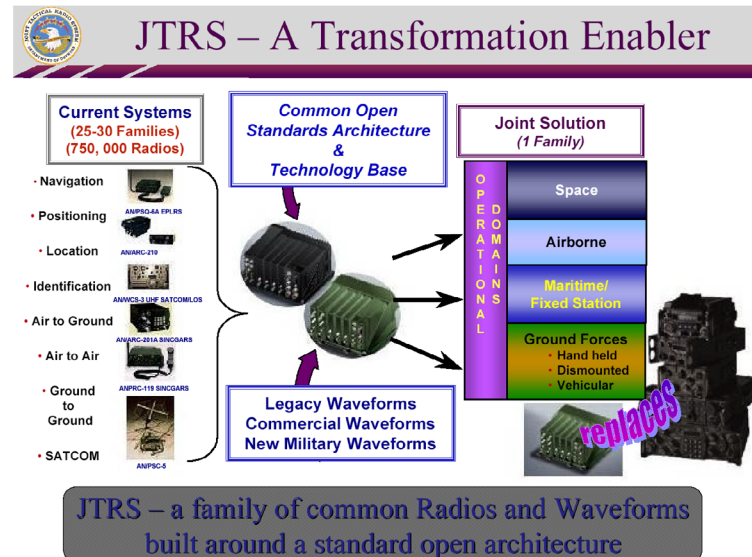 JTRS – A Transformation Enabler
Current Systems
(25-30 Families)
(750, 000 Radios)
• Navigation
• Positioning
• Location
• Identification
• Air to Ground
• Air to Air
• Ground
to
Ground
• SATCOM
AN/PSQ-6A EPLRS
AN/ARC-210
AN/WCS-3 UHF SATCOM/LOS
AN/ARC-201A SINCGARS
ANPRC-119 SINCGARS
AN/PSC-5
Common Open
Standards Architecture
&
Technology Base
Legacy Waveforms
Commercial Waveforms
New Military Waveforms
Joint Solution
(1 Family)
OPERATIONAL
DOMAINS
Space
Airborne
Maritime/
Fixed Station
Ground Forces
• Hand held
• Dismounted
• Vehicular
replaces
JTRS – a family of common Radios and Waveforms
built around a standard open architecture